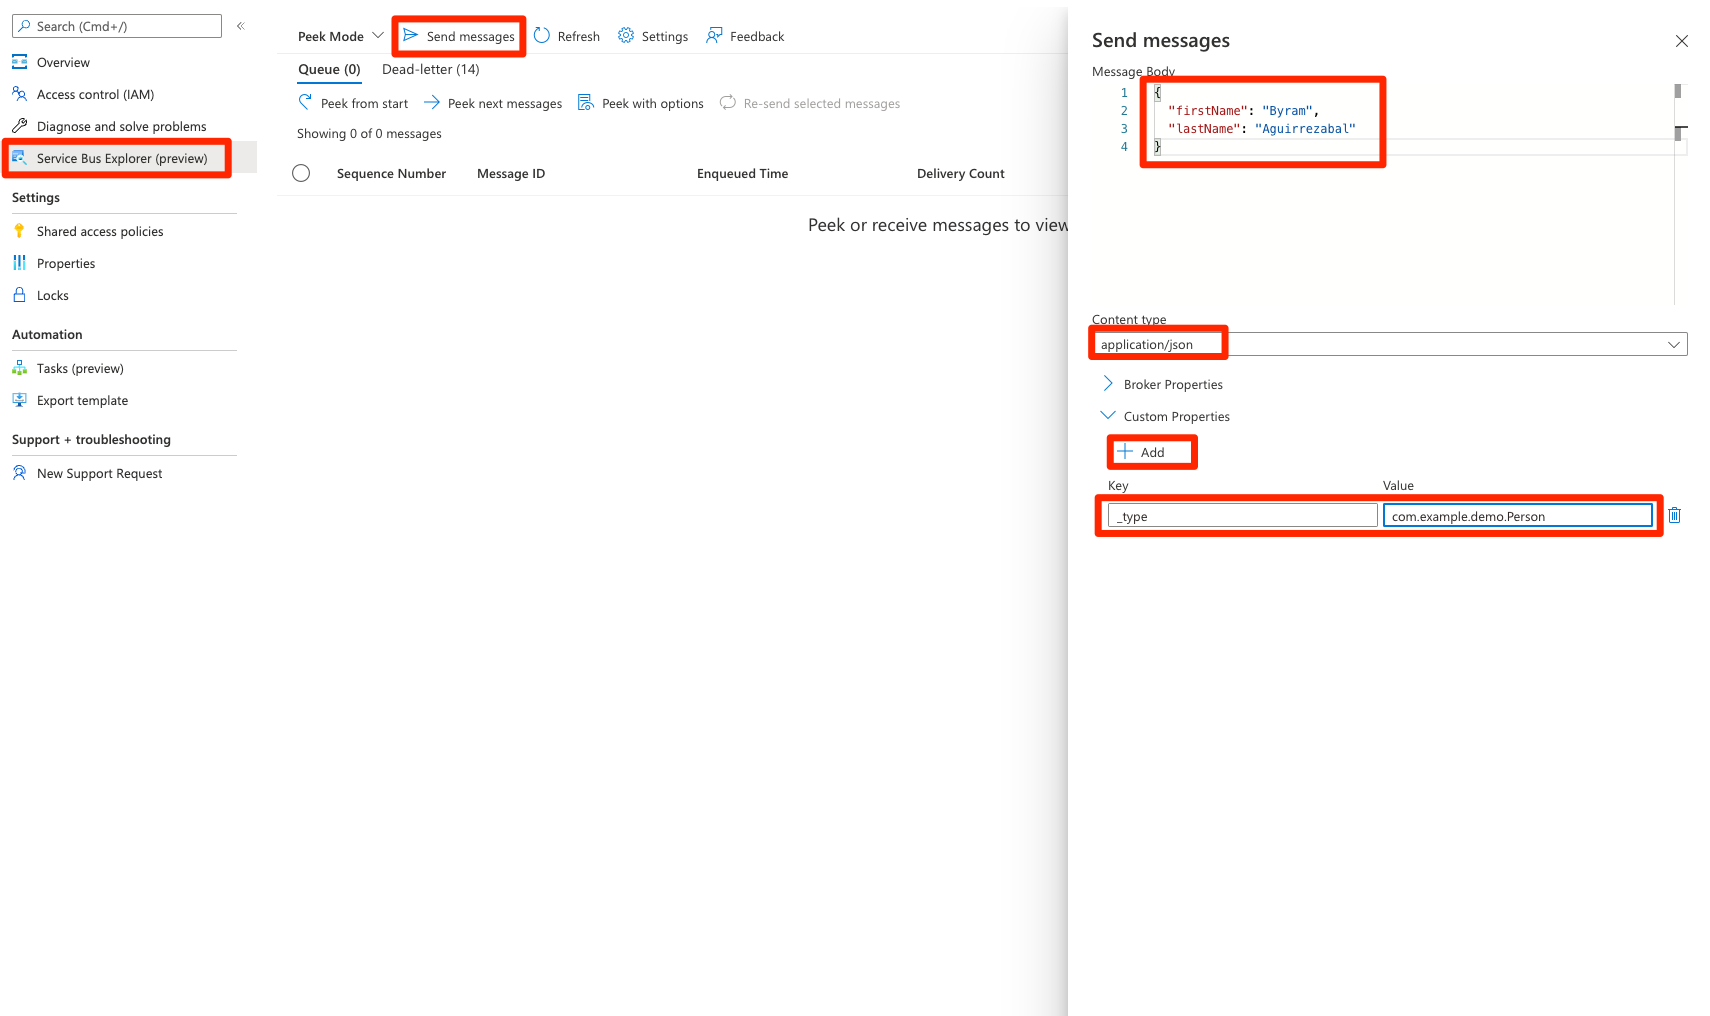 Search (Cmd+/)
«
Overview
Access control (IAM)
Diagnose and solve problems
Service Bus Explorer (preview)
Settings
Shared access policies
Properties
Locks
Automation
Tasks (preview)
Export template
Support + troubleshooting
New Support Request
Peek Mode
Send messages
Refresh
Settings
Feedback
Queue (0)
Dead-letter (14)
Peek from start
Peek next messages
Peek with options
Re-send selected messages
Showing 0 of 0 messages
Sequence Number
Message ID
Enqueued Time
Delivery Count
Peek or receive messages to view
Send messages
Message Body
1 {
2 "firstName": "Byram",
3 "lastName": "Aguirrezabal"
4 }
Content type
application/json
Broker Properties
Custom Properties
Add
Key
Value
_type
com.example.demo.Person